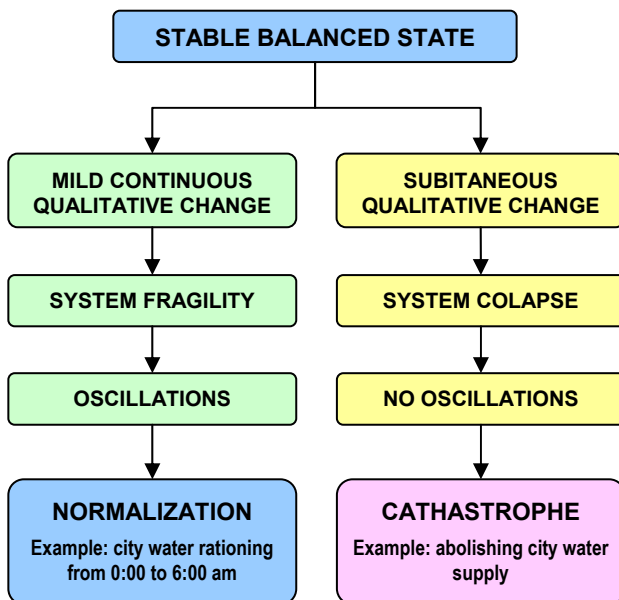 STABLE BALANCED STATE
MILD CONTINUOUS
QUALITATIVE CHANGE
SYSTEM FRAGILITY
OSCILLATIONS
NORMALIZATION
Example: city water rationing
from 0:00 to 6:00 am
SUBITANEOUS
QUALITATIVE CHANGE
SYSTEM COLAPSE
NO OSCILLATIONS
CATHASTROPHE
Example: abolishing city water
supply